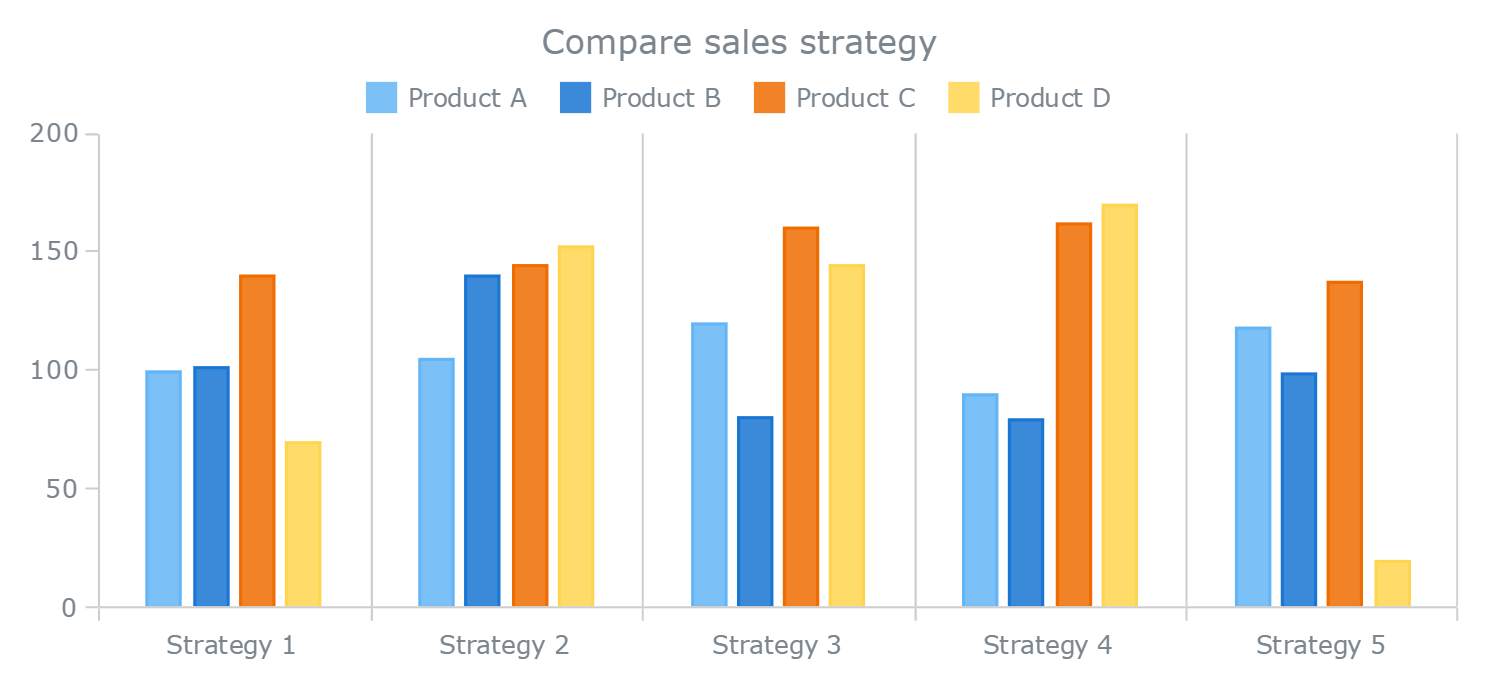 Compare sales strategy
Product A Product B Product C Product D
200
150
100
50
0
Strategy 1 Strategy 2 Strategy 3 Strategy 4 Strategy 5